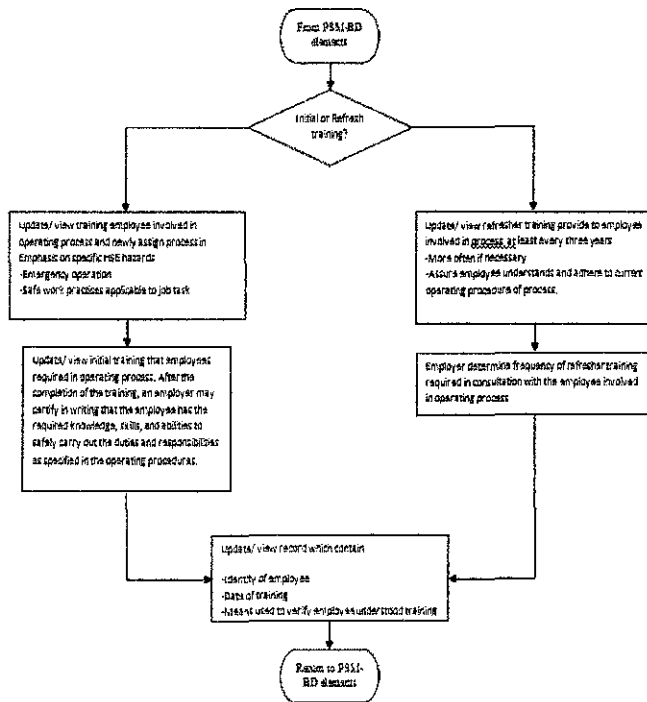 From PSM-BD
elements
Initial or Refresh
training?
Update/ view training employee involved in
operating process and newly assign process in
Emphasis on specific HSE hazards
-Emergency operation
-Safe work practices applicable to job task
Update/ view refresher training provide to employee
involved in process at least every three years
-More often if necessary
-Assure employee understands and adhere to current
operating procedure of process.
Update/ view initial training that employees
required in operating process. After the
completion of the training, an employer may
certify in writing that the employee has the
required knowledge, skills, and abilities to
safely carry out the duties and responsibilities
as specified in the operating procedures.
Employer determine frequency of refresher training
required in consultation with the employee involved
in operating process
Update/ view record which contain
-Identity of employee
-Date of training
-Means used to verify employee understood training
Return to PSM-
BD elements